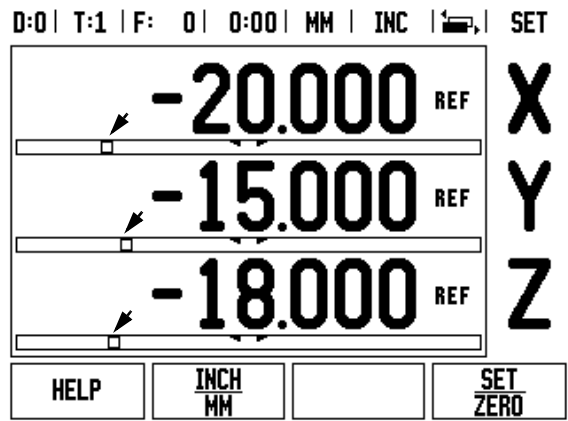 D:0 | T:1 | F: 0 | 0:00 | MM | INC | | SET
-20.000 REF X
-15.000 REF Y
-18.000 REF Z
HELP
INCH
MM
SET
ZERO